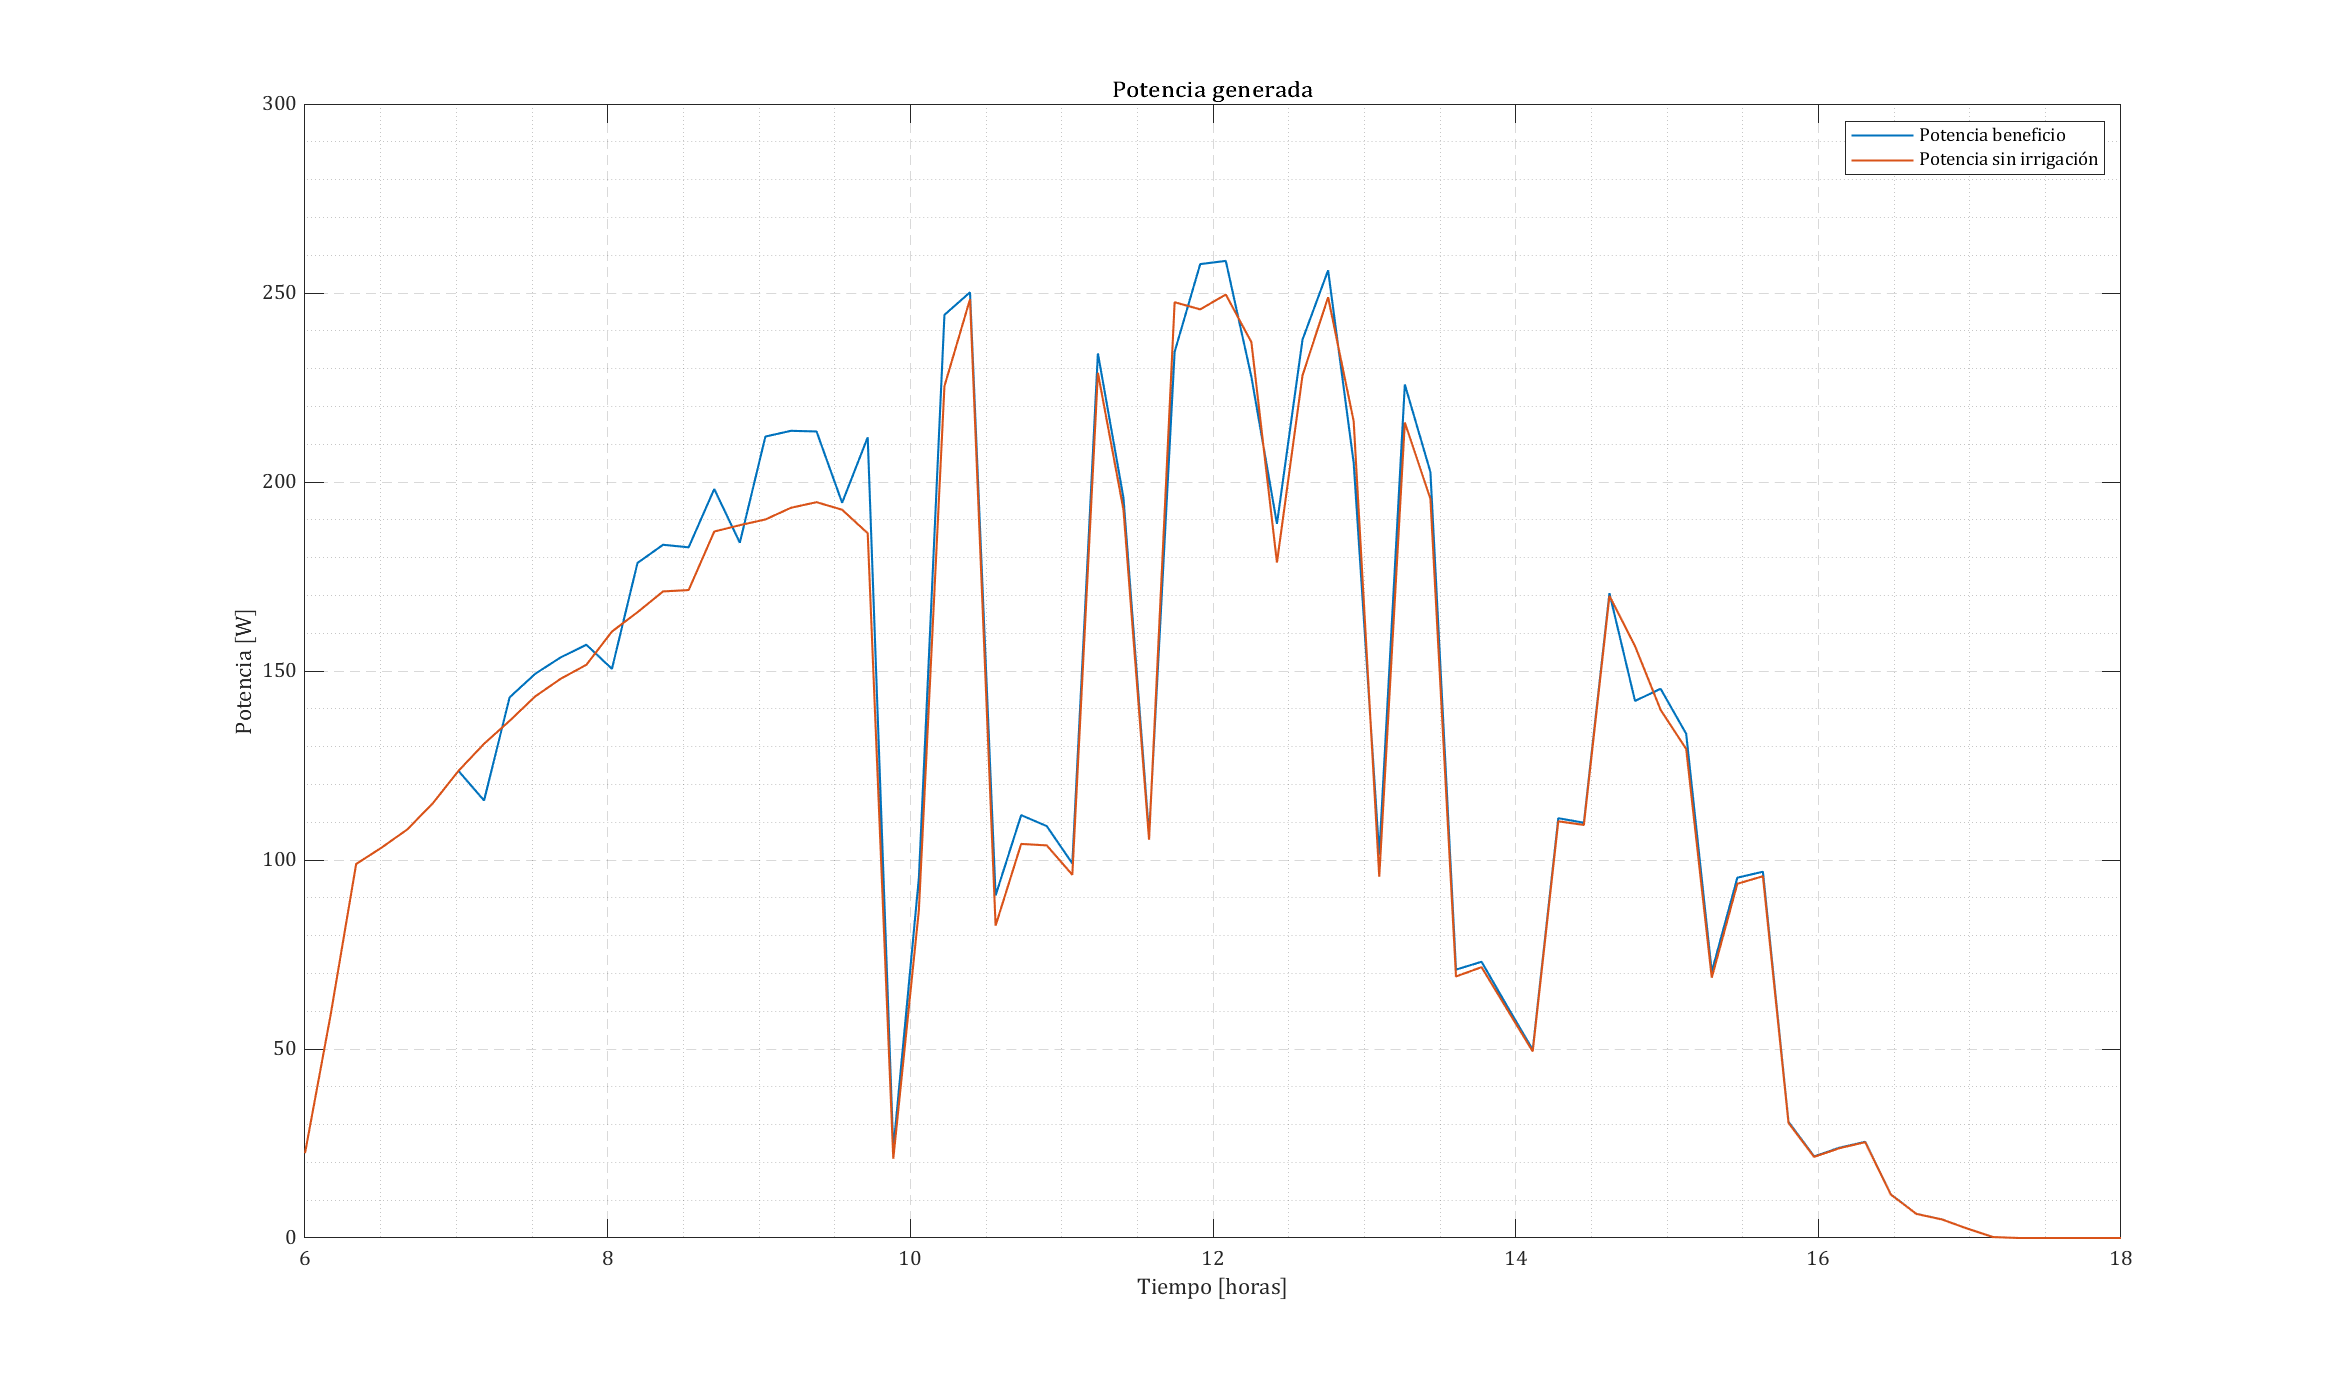 Potencia generada
300
250
200
150
100
50
0
Potencia [W]
Potencia beneficio
Potencia sin irrigación
6 8 10 12 14 16 18
Tiempo [horas]